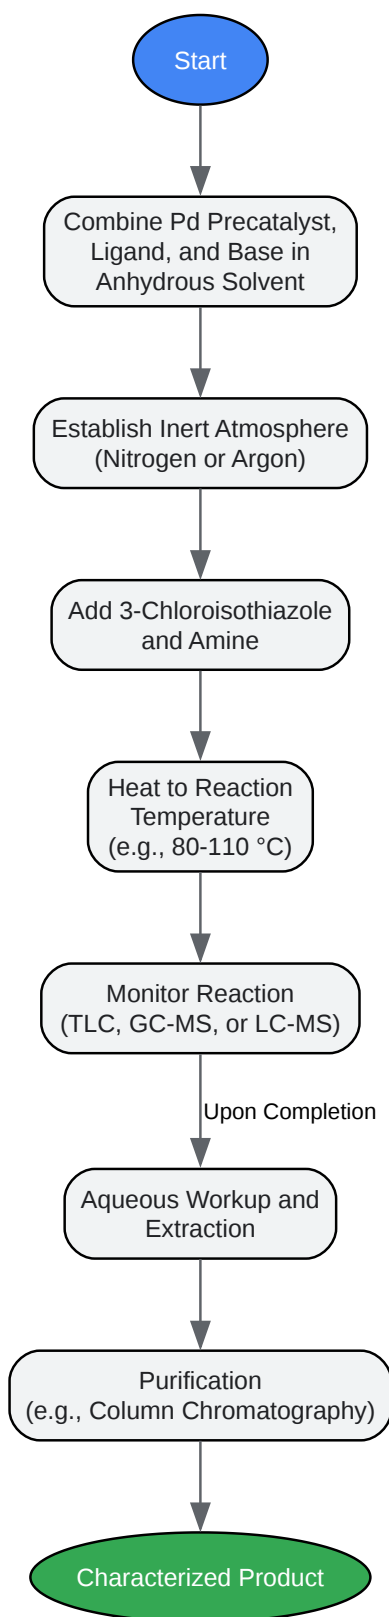 Start
Combine Pd Precatalyst,
Ligand, and Base in
Anhydrous Solvent
Establish Inert Atmosphere
(Nitrogen or Argon)
Add 3-Chloroisothiazole
and Amine
Heat to Reaction
Temperature
(e.g., 80-110 °C)
Monitor Reaction
(TLC, GC-MS, or LC-MS)
Upon Completion
Aqueous Workup and
Extraction
Purification
(e.g., Column Chromatography)
Characterized Product